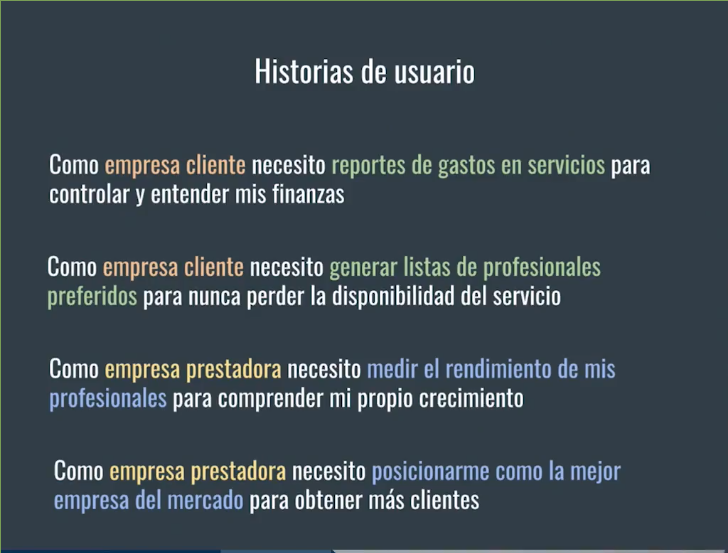 Historias de usuario
Como empresa cliente necesito reportes de gastos en servicios para
controlar y entender mis finanzas
Como empresa cliente necesito generar listas de profesionales
preferidos para nunca perder la disponibilidad del servicio
Como empresa prestadora necesito medir el rendimiento de mis
profesionales para comprender mi propio crecimiento
Como empresa prestadora necesito posicionarme como la mejor
empresa del mercado para obtener más clientes